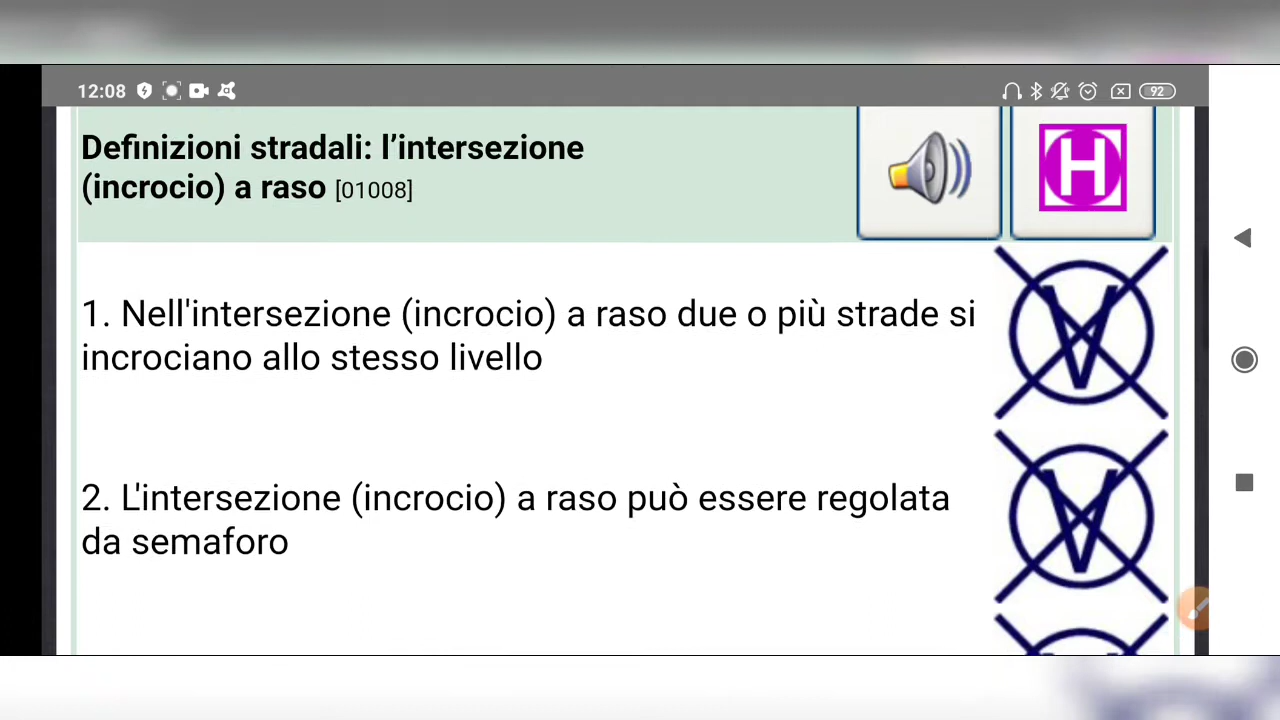 12:08
92
Definizioni stradali: l’intersezione
(incrocio) a raso [01008]
H
1. Nell'intersezione (incrocio) a raso due o più strade si
incrociano allo stesso livello
V
2. L'intersezione (incrocio) a raso può essere regolata
da semaforo
V